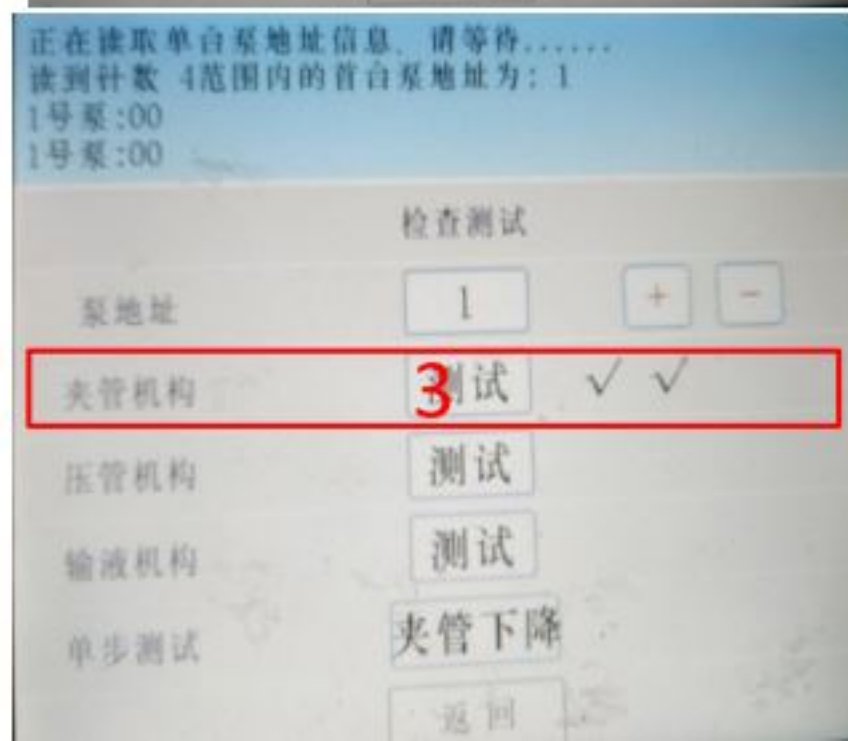 正在读取单台泵地址信息，请等待......
读到计数 4范围内的首台泵地址为: 1
1号泵:00
1号泵:00
检查测试
泵地址 1 + -
夹管机构 3 测试 √ √
压管机构 测试
输液机构 测试
单步测试 夹管下降
返回